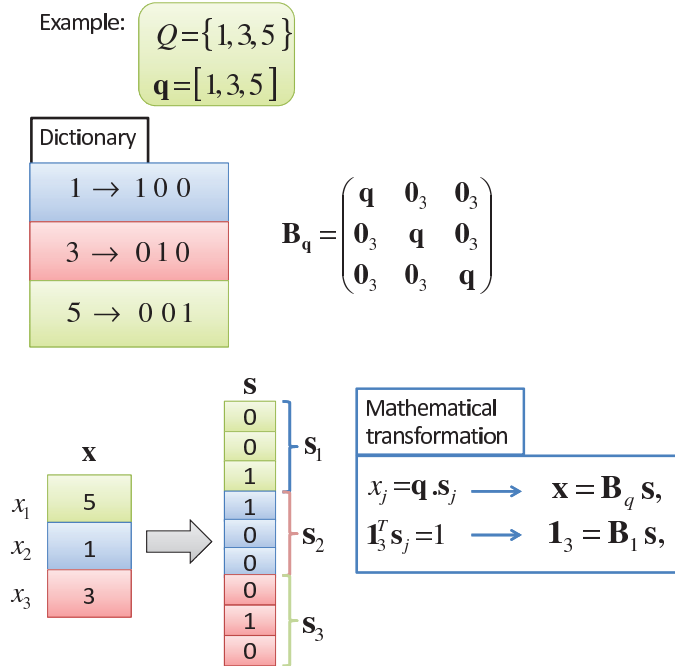 Example:
Q={1,3,5}
q=[1,3,5]
Dictionary
1 → 1 0 0
3 → 0 1 0
5 → 0 0 1
B_q = ( q 0_3 0_3
0_3 q 0_3
0_3 0_3 q )
x
x_1 5
x_2 1
x_3 3
s
0
0
1
s_1
1
0
0
s_2
0
1
0
s_3
Mathematical
transformation
x_j=q.s_j → x = B_q s,
1_3^T s_j=1 → 1_3 = B_1 s,